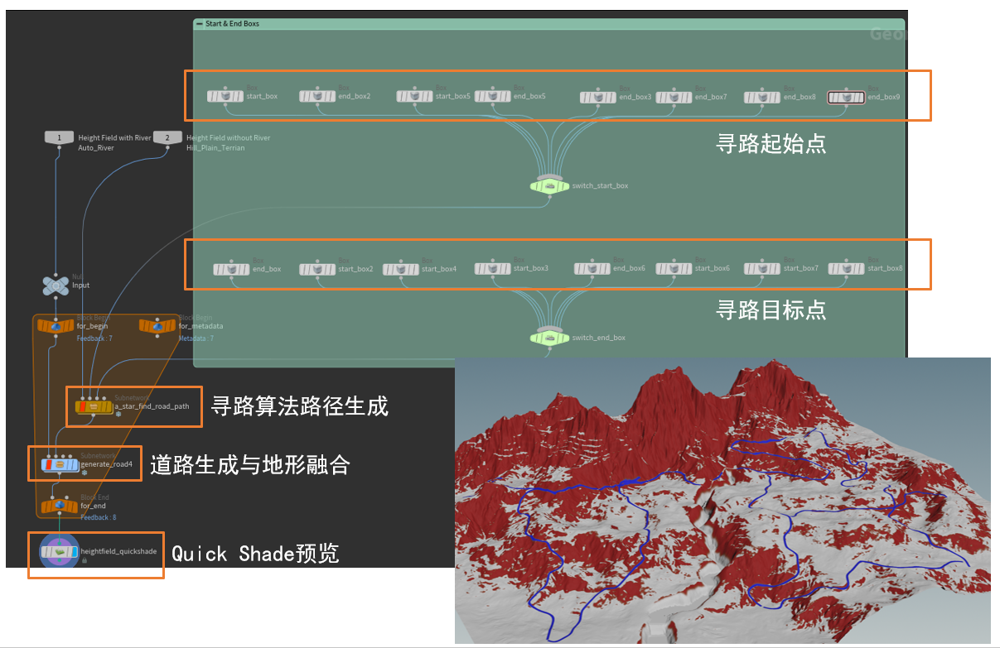 Start & End Boxs
Geo
Box
start_box
Box
end_box2
Box
start_box5
Box
end_box5
Box
end_box3
Box
end_box7
Box
end_box8
Box
end_box9
寻路起始点
1
Height Field with River
Auto_River
2
Height Field without River
Hill_Plain_Terrian
switch_start_box
Box
end_box
Box
start_box2
Box
start_box4
Box
start_box3
Box
end_box6
Box
start_box6
Box
start_box7
Box
start_box8
寻路目标点
Null
Input
switch_end_box
Block Begin
for_begin
Feedback : 7
Block Begin
for_metadata
Metadata : 7
Subnetwork
a_star_find_road_path
寻路算法路径生成
Subnetwork
generate_road4
道路生成与地形融合
Block End
for_end
Feedback : 8
heightfield_quickshade
Quick Shade预览